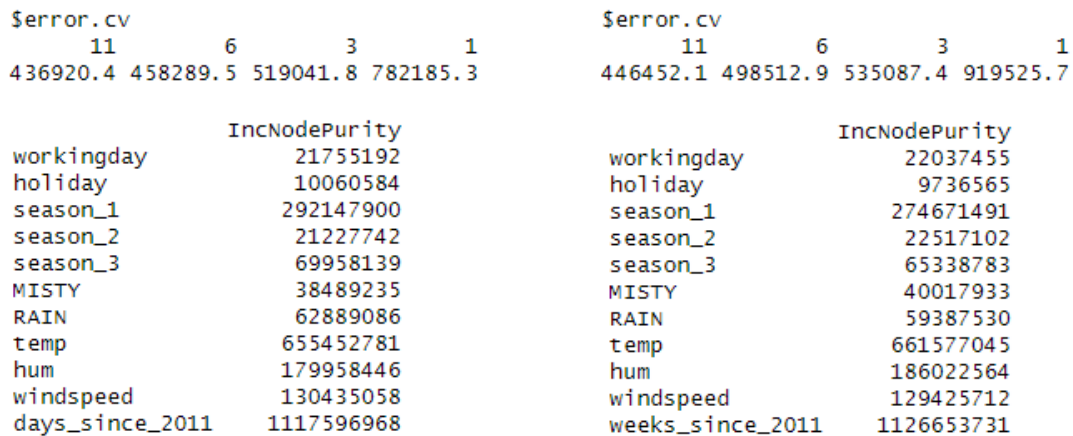 $error.cv
11 6 3 1
436920.4 458289.5 519041.8 782185.3
IncNodePurity
workingday 21755192
holiday 10060584
season_1 292147900
season_2 21227742
season_3 69958139
MISTY 38489235
RAIN 62889086
temp 655452781
hum 179958446
windspeed 130435058
days_since_2011 1117596968
$error.cv
11 6 3 1
446452.1 498512.9 535087.4 919525.7
IncNodePurity
workingday 22037455
holiday 9736565
season_1 274671491
season_2 22517102
season_3 65338783
MISTY 40017933
RAIN 59387530
temp 661577045
hum 186022564
windspeed 129425712
weeks_since_2011 1126653731